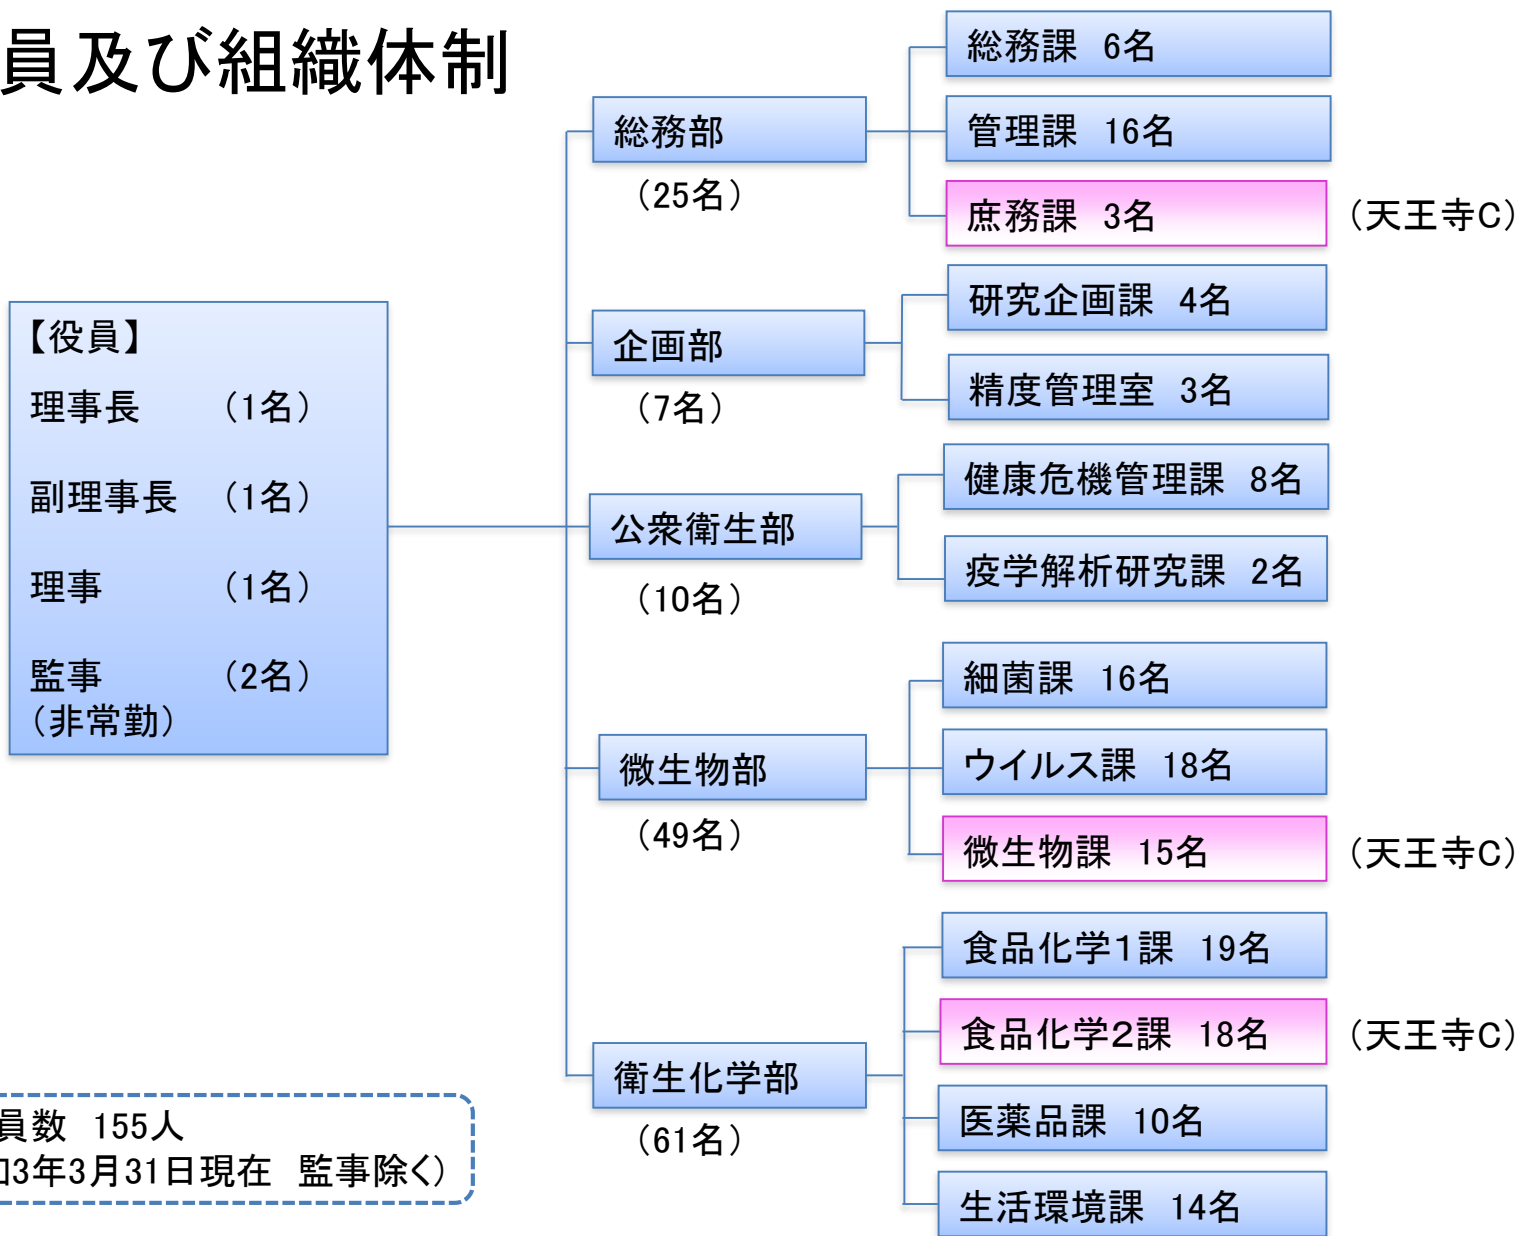 員及び組織体制
【役員】
理事長　　（1名）
副理事長　（1名）
理事　　　（1名）
監事　　　（2名）
（非常勤）
員数　155人
3年3月31日現在　監事除く）
総務部
（25名）
総務課　6名
管理課　16名
庶務課　3名　（天王寺C）
企画部
（7名）
研究企画課　4名
精度管理室　3名
公衆衛生部
（10名）
健康危機管理課　8名
疫学解析研究課　2名
微生物部
（49名）
細菌課　16名
ウイルス課　18名
微生物課　15名　（天王寺C）
衛生化学部
（61名）
食品化学１課　19名
食品化学２課　18名　（天王寺C）
医薬品課　10名
生活環境課　14名